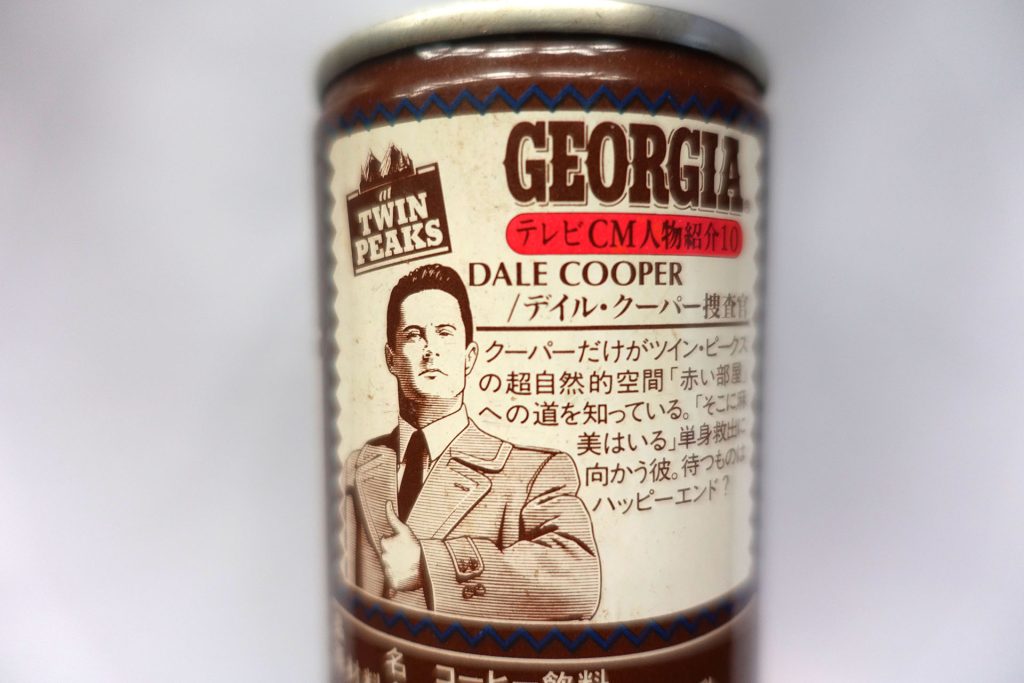 GEORGIA
TWIN
PEAKS
テレビCM人物紹介10
DALE COOPER
/デイル・クーパー捜査官
クーパーだけがツイン・ピークス
の超自然的空間「赤い部屋」
への道を知っている。「そこに
美はいる」単身救出に
向かう彼。待つものは
ハッピーエンド?
名
コーヒー飲料